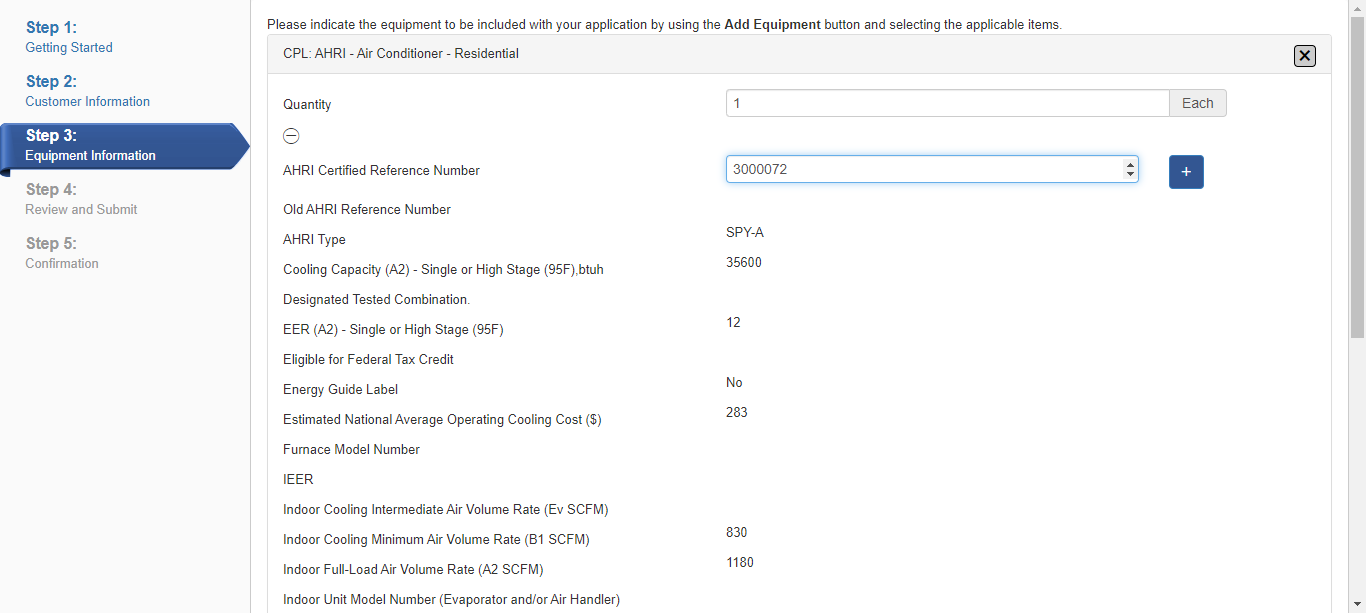 Step 1:
Getting Started
Step 2:
Customer Information
Step 3:
Equipment Information
Step 4:
Review and Submit
Step 5:
Confirmation
Please indicate the equipment to be included with your application by using the Add Equipment button and selecting the applicable items.
CPL: AHRI - Air Conditioner - Residential
Quantity 1 Each
AHRI Certified Reference Number 3000072 +
Old AHRI Reference Number
AHRI Type SPY-A
Cooling Capacity (A2) - Single or High Stage (95F),btuh 35600
Designated Tested Combination.
EER (A2) - Single or High Stage (95F) 12
Eligible for Federal Tax Credit
Energy Guide Label No
Estimated National Average Operating Cooling Cost ($) 283
Furnace Model Number
IEER
Indoor Cooling Intermediate Air Volume Rate (Ev SCFM)
Indoor Cooling Minimum Air Volume Rate (B1 SCFM) 830
Indoor Full-Load Air Volume Rate (A2 SCFM) 1180
Indoor Unit Model Number (Evaporator and/or Air Handler)